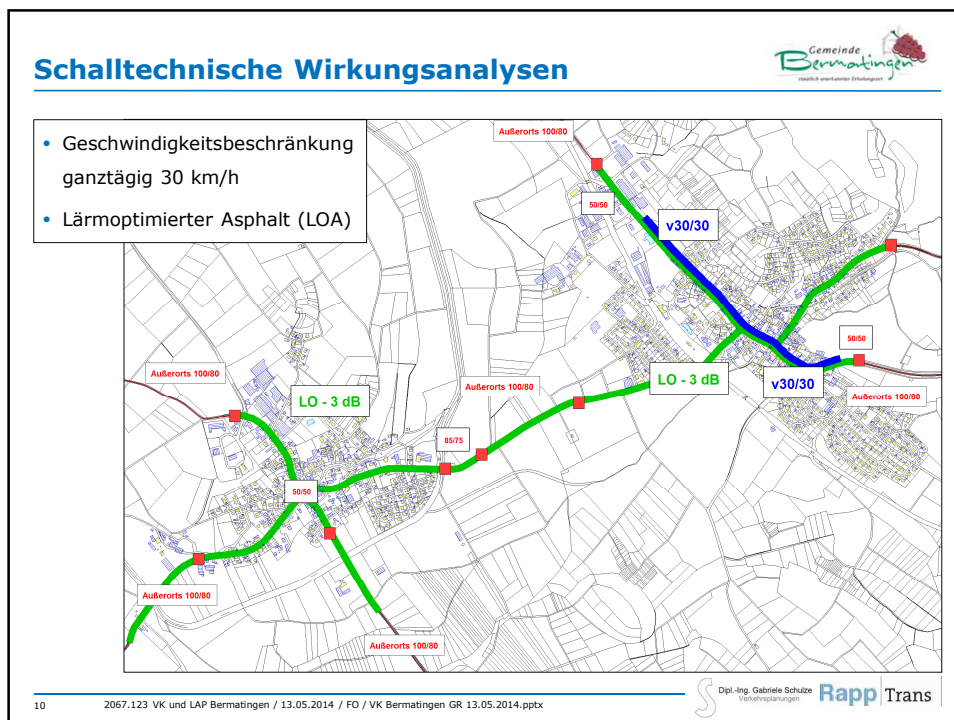 Schalltechnische Wirkungsanalysen
Gemeinde
Bermatingen
staatlich anerkannter Erholungsort
• Geschwindigkeitsbeschränkung
ganztägig 30 km/h
• Lärmoptimierter Asphalt (LOA)
Außerorts 100/80
50/50
v30/30
50/50
Außerorts 100/80
LO - 3 dB
Außerorts 100/80
LO - 3 dB
v30/30
Außerorts 100/80
85/75
50/50
Außerorts 100/80
Außerorts 100/80
10
2067.123 VK und LAP Bermatingen / 13.05.2014 / FO / VK Bermatingen GR 13.05.2014.pptx
Dipl.-Ing. Gabriele Schulze
Verkehrsplanungen
Rapp Trans